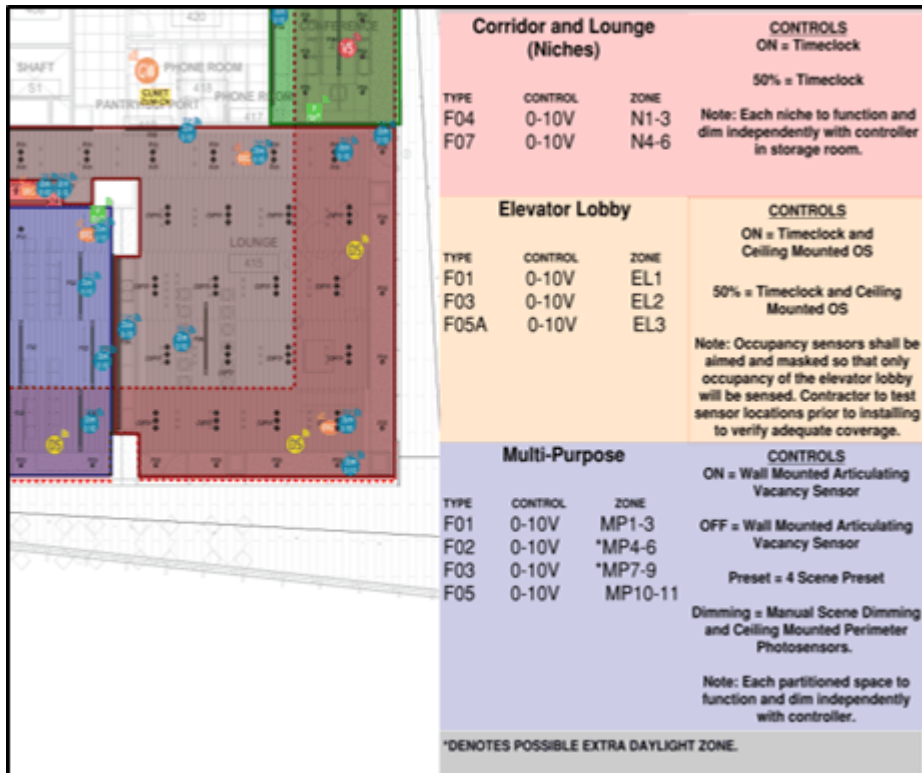 420
CONFERENCE
SHAFT
S1
PHONE ROOM
418
PANTRY SUPPORT
PHONE ROOM
417
LOUNGE
415
Corridor and Lounge
(Niches)
TYPE CONTROL ZONE
F04 0-10V N1-3
F07 0-10V N4-6
CONTROLS
ON = Timeclock
50% = Timeclock
Note: Each niche to function and
dim independently with controller
in storage room.
Elevator Lobby
TYPE CONTROL ZONE
F01 0-10V EL1
F03 0-10V EL2
F05A 0-10V EL3
CONTROLS
ON = Timeclock and
Ceiling Mounted OS
50% = Timeclock and Ceiling
Mounted OS
Note: Occupancy sensors shall be
aimed and masked so that only
occupancy of the elevator lobby
will be sensed. Contractor to test
sensor locations prior to installing
to verify adequate coverage.
Multi-Purpose
TYPE CONTROL ZONE
F01 0-10V MP1-3
F02 0-10V *MP4-6
F03 0-10V *MP7-9
F05 0-10V MP10-11
CONTROLS
ON = Wall Mounted Articulating
Vacancy Sensor
OFF = Wall Mounted Articulating
Vacancy Sensor
Preset = 4 Scene Preset
Dimming = Manual Scene Dimming
and Ceiling Mounted Perimeter
Photosensors.
Note: Each partitioned space to
function and dim independently
with controller.
*DENOTES POSSIBLE EXTRA DAYLIGHT ZONE.